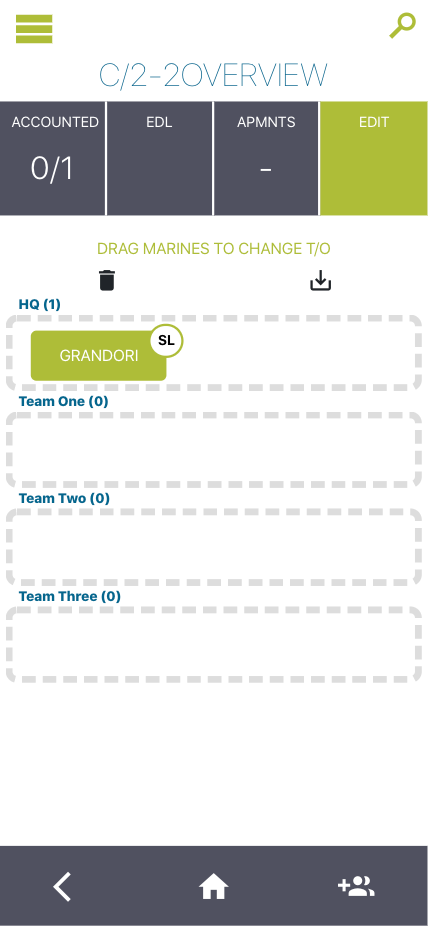 C/2-2OVERVIEW
ACCOUNTED EDL APMNTS EDIT
0/1 -
DRAG MARINES TO CHANGE T/O
HQ (1)
SL
GRANDORI
Team One (0)
Team Two (0)
Team Three (0)